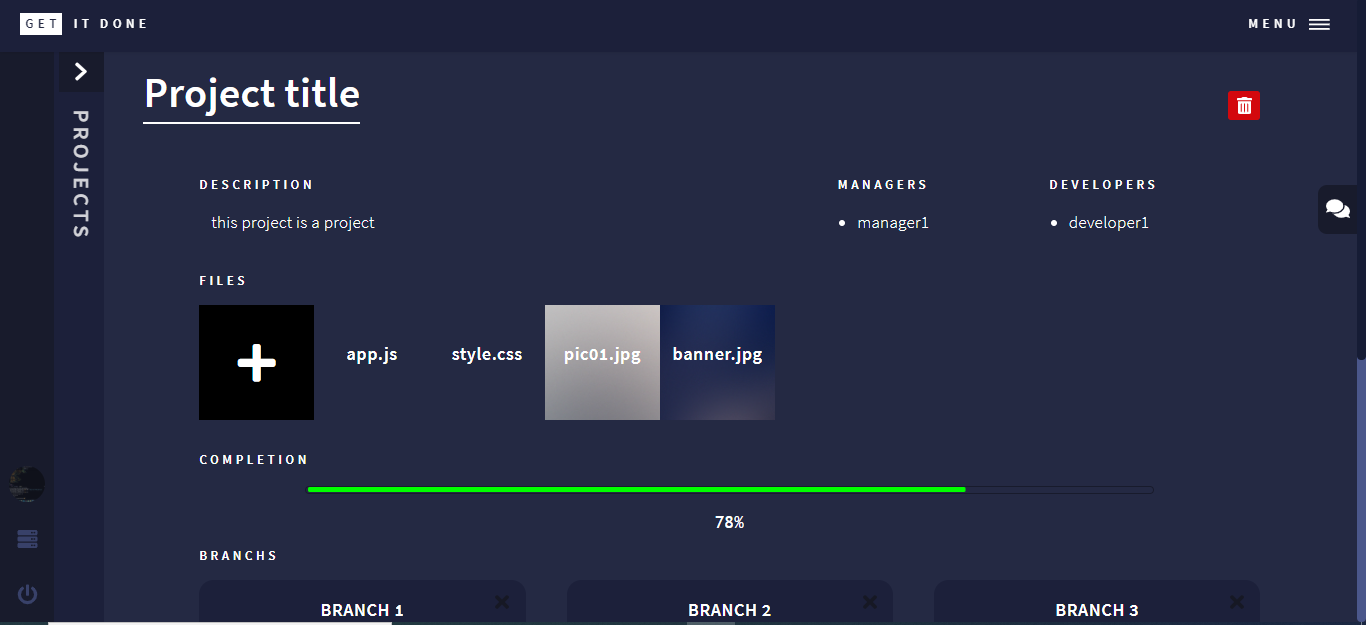 GET IT DONE
MENU
PROJECTS
Project title
DESCRIPTION
MANAGERS
DEVELOPERS
this project is a project
manager1
developer1
FILES
app.js
style.css
pic01.jpg
banner.jpg
COMPLETION
78%
BRANCHS
BRANCH 1
BRANCH 2
BRANCH 3